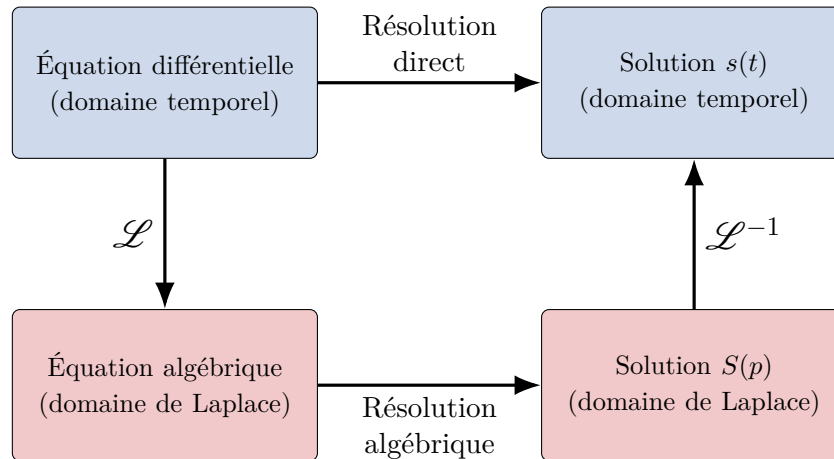 Équation différentielle
(domaine temporel)
Résolution
direct
Solution s(t)
(domaine temporel)
ℒ
ℒ⁻¹
Équation algébrique
(domaine de Laplace)
Résolution
algébrique
Solution S(p)
(domaine de Laplace)